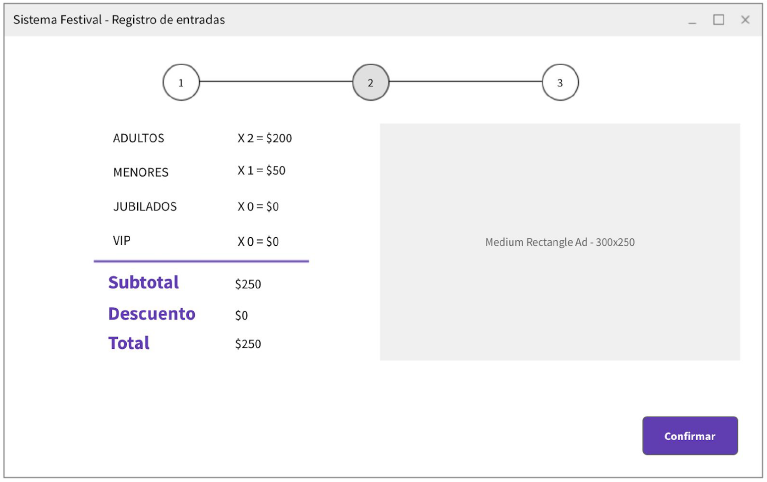 Sistema Festival - Registro de entradas
1
2
3
ADULTOS X 2 = $200
MENORES X 1 = $50
JUBILADOS X 0 = $0
VIP X 0 = $0
Subtotal $250
Descuento $0
Total $250
Medium Rectangle Ad - 300x250
Confirmar